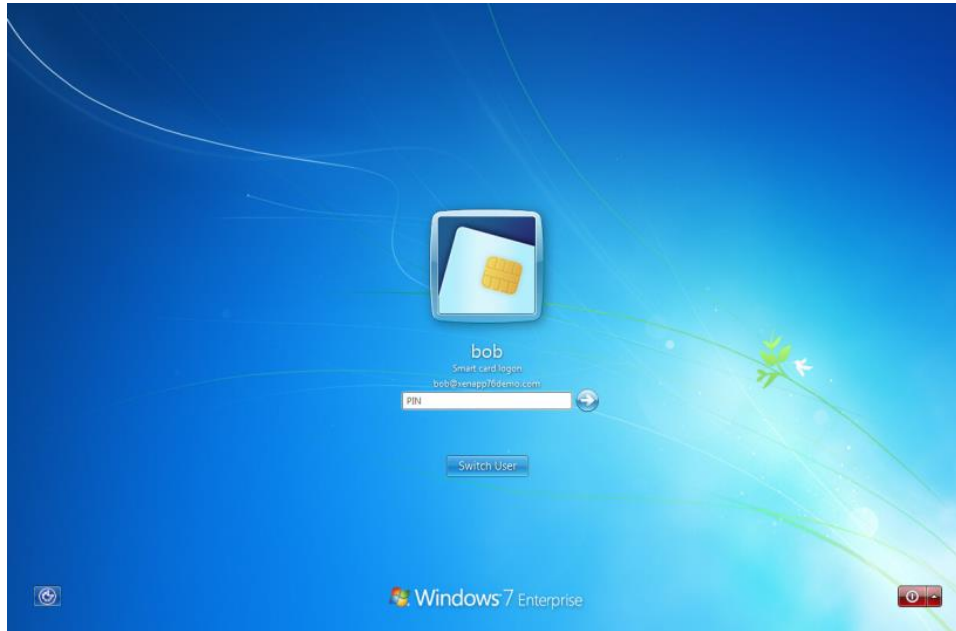 bob
Smart card logon
bob@xenapp76demo.com
PIN
Switch User
Windows 7 Enterprise